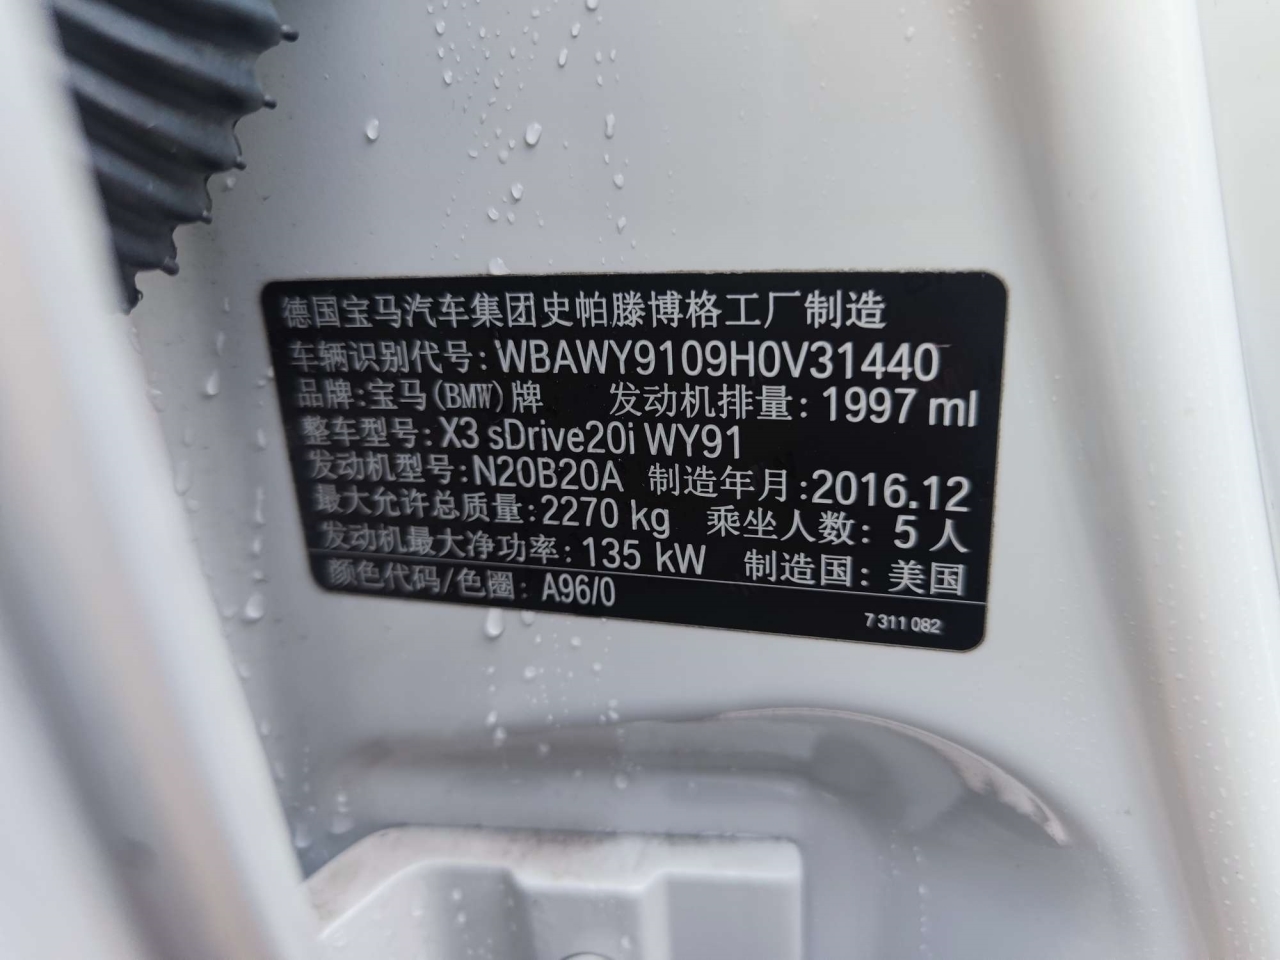 德国宝马汽车集团史帕滕博格工厂制造
车辆识别代号: WBAWY9109H0V31440
品牌: 宝马(BMW)牌 发动机排量: 1997 ml
整车型号: X3 sDrive20i WY91
发动机型号: N20B20A 制造年月: 2016.12
最大允许总质量: 2270 kg 乘坐人数: 5 人
发动机最大净功率: 135 kW 制造国: 美国
颜色代码/色圈: A96/0
7 311 082